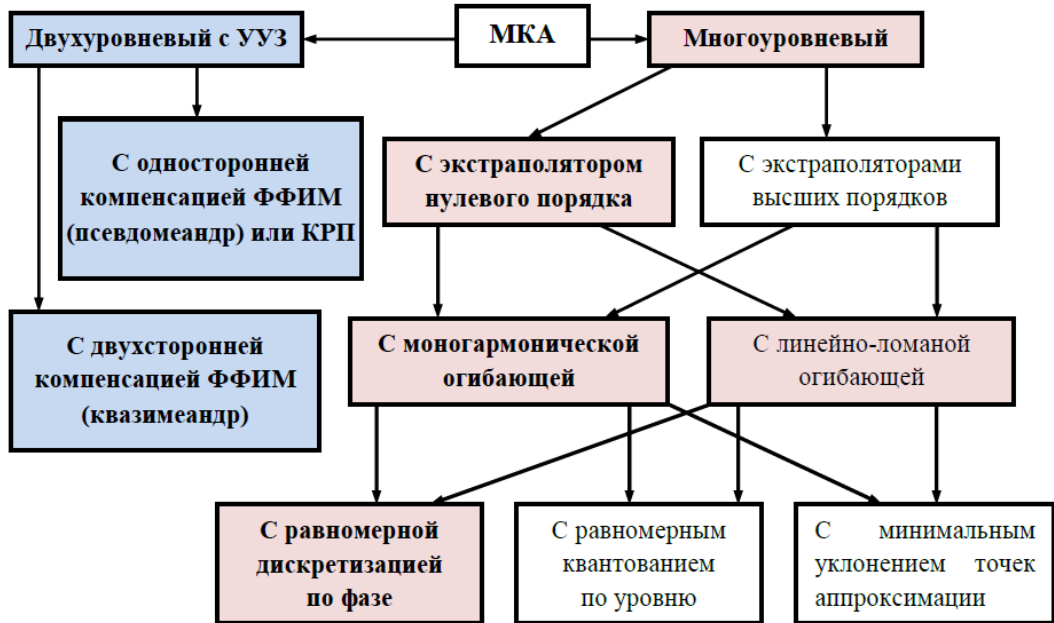 Двухуровневый с УУЗ
МКА
Многоуровневый
С односторонней
компенсацией ФФИМ
(псевдомеандр) или КРП
С экстраполятором
нулевого порядка
С экстраполяторами
высших порядков
С двухсторонней
компенсацией ФФИМ
(квазимеандр)
С моногармонической
огибающей
С линейно-ломаной
огибающей
С равномерной
дискретизацией
по фазе
С равномерным
квантованием
по уровню
С минимальным
уклонением точек
аппроксимации